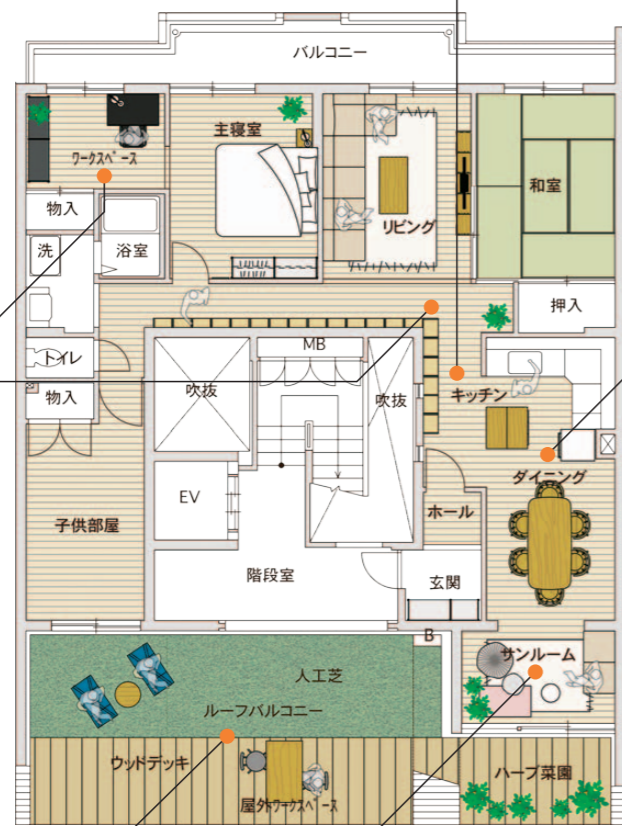 バルコニー
主寝室
ワークスペース
リビング
和室
物入
洗
浴室
押入
MB
トイレ
吹抜
吹抜
キッチン
物入
ダイニング
EV
ホール
子供部屋
階段室
玄関
B
サンルーム
人工芝
ルーフバルコニー
ウッドデッキ
ハーブ菜園
屋外ワークスペース